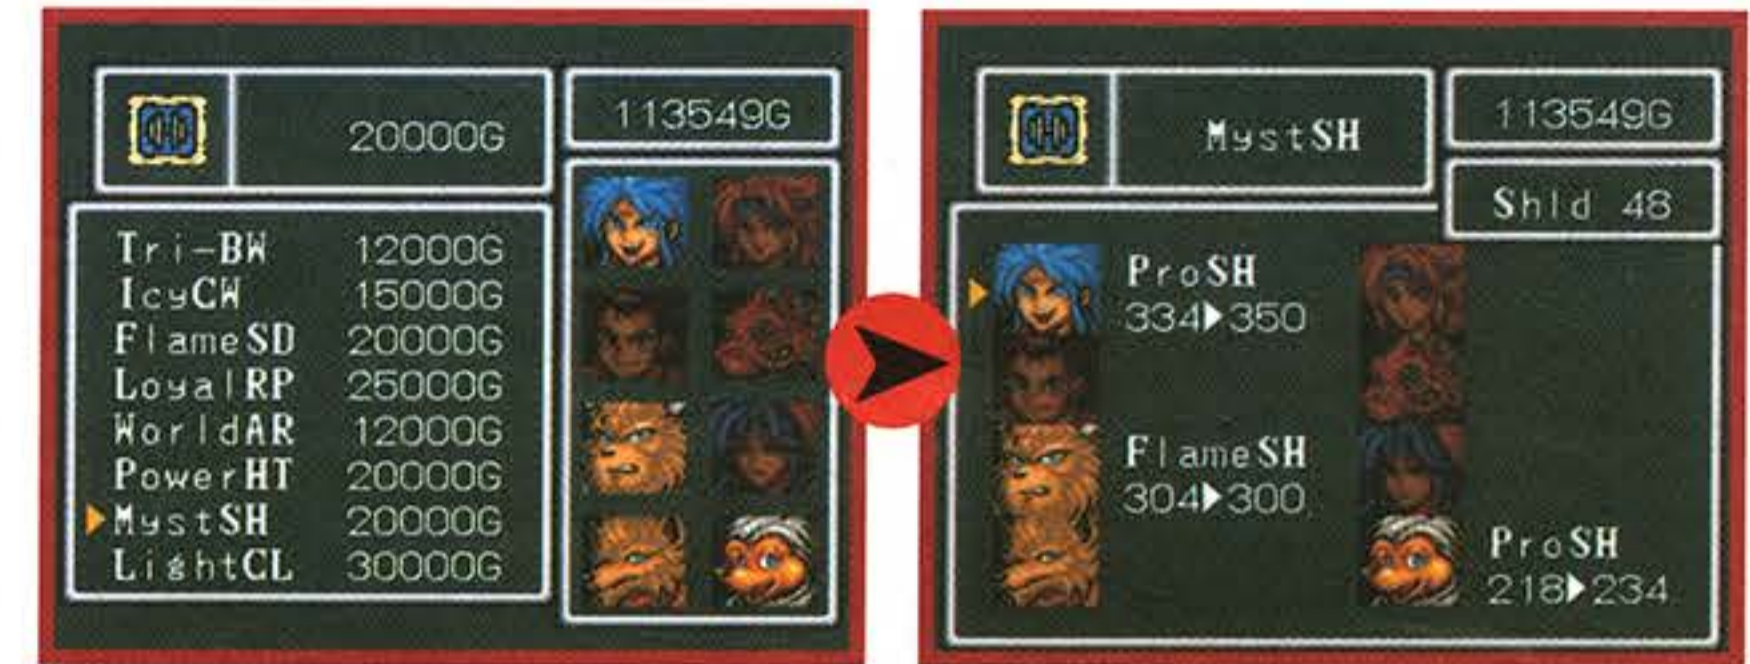 20000G
113549G
Tri-BW 12000G
IcyCW 15000G
FlameSD 20000G
LoyalRP 25000G
WorldAR 12000G
PowerHT 20000G
MystSH 20000G
LightCL 30000G
MystSH
113549G
Shld 48
ProSH
334▶350
FlameSH
304▶300
ProSH
218▶234